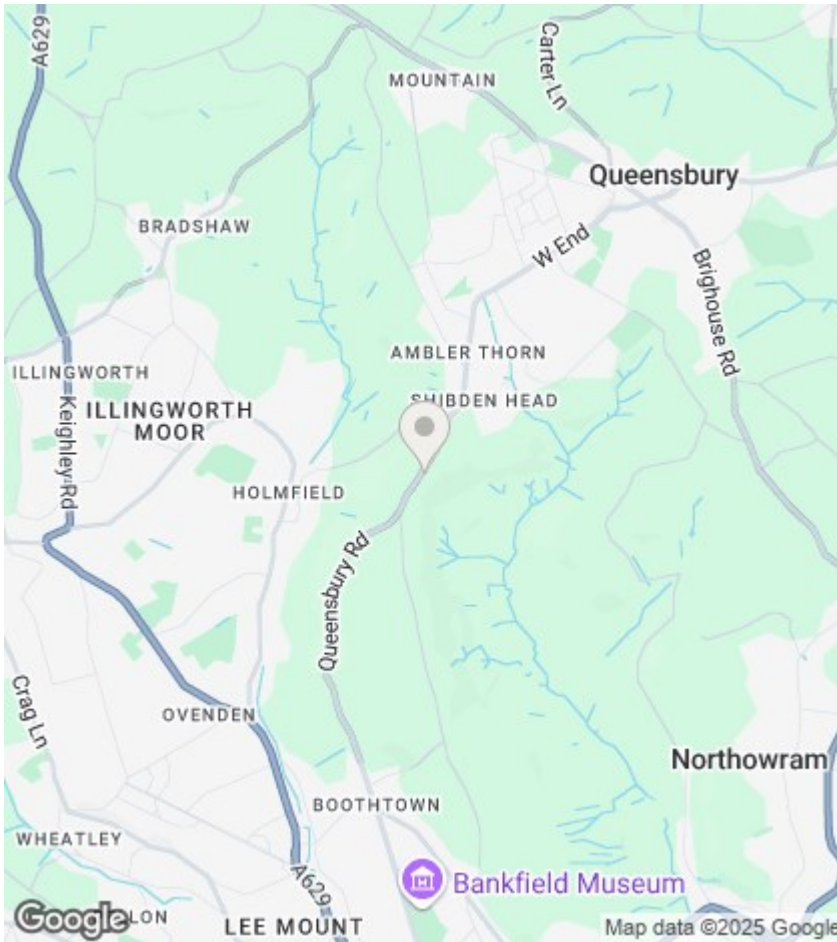 A629
MOUNTAIN
Carter Ln
Queensbury
BRADSHAW
W End
Brighouse Rd
AMBLER THORN
ILLINGWORTH
SHIBDEN HEAD
ILLINGWORTH
MOOR
Keighley Rd
HOLMFIELD
Queensbury Rd
Crag Ln
OVENDEN
Northowram
BOOTHTOWN
WHEATLEY
A629
Bankfield Museum
Google
LON
LEE MOUNT
Map data ©2025 Google